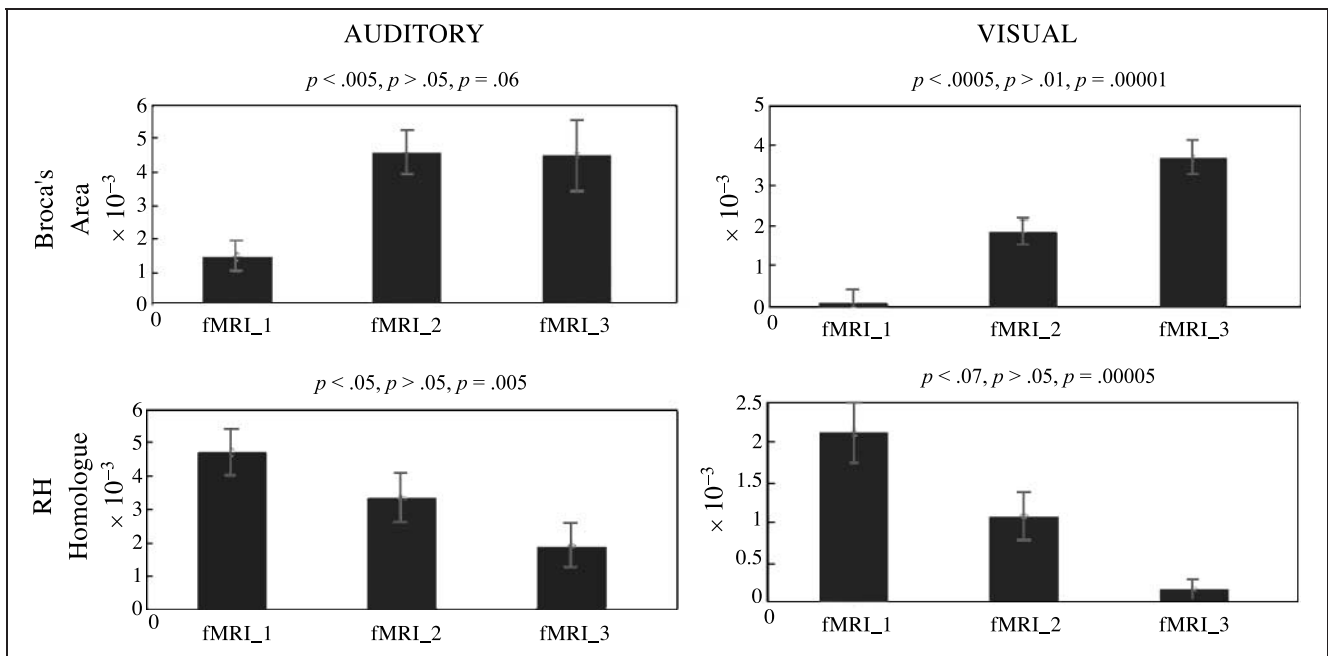 AUDITORY
VISUAL
p < .005, p > .05, p = .06
p < .0005, p > .01, p = .00001
Broca's
Area
× 10⁻³
6
5
4
3
2
1
0
0
fMRI_1
fMRI_2
fMRI_3
× 10⁻³
5
4
3
2
1
0
0
fMRI_1
fMRI_2
fMRI_3
p < .05, p > .05, p = .005
p < .07, p > .05, p = .00005
RH
Homologue
× 10⁻³
6
5
4
3
2
1
0
0
fMRI_1
fMRI_2
fMRI_3
× 10⁻³
2.5
2
1.5
1
0.5
0
0
fMRI_1
fMRI_2
fMRI_3